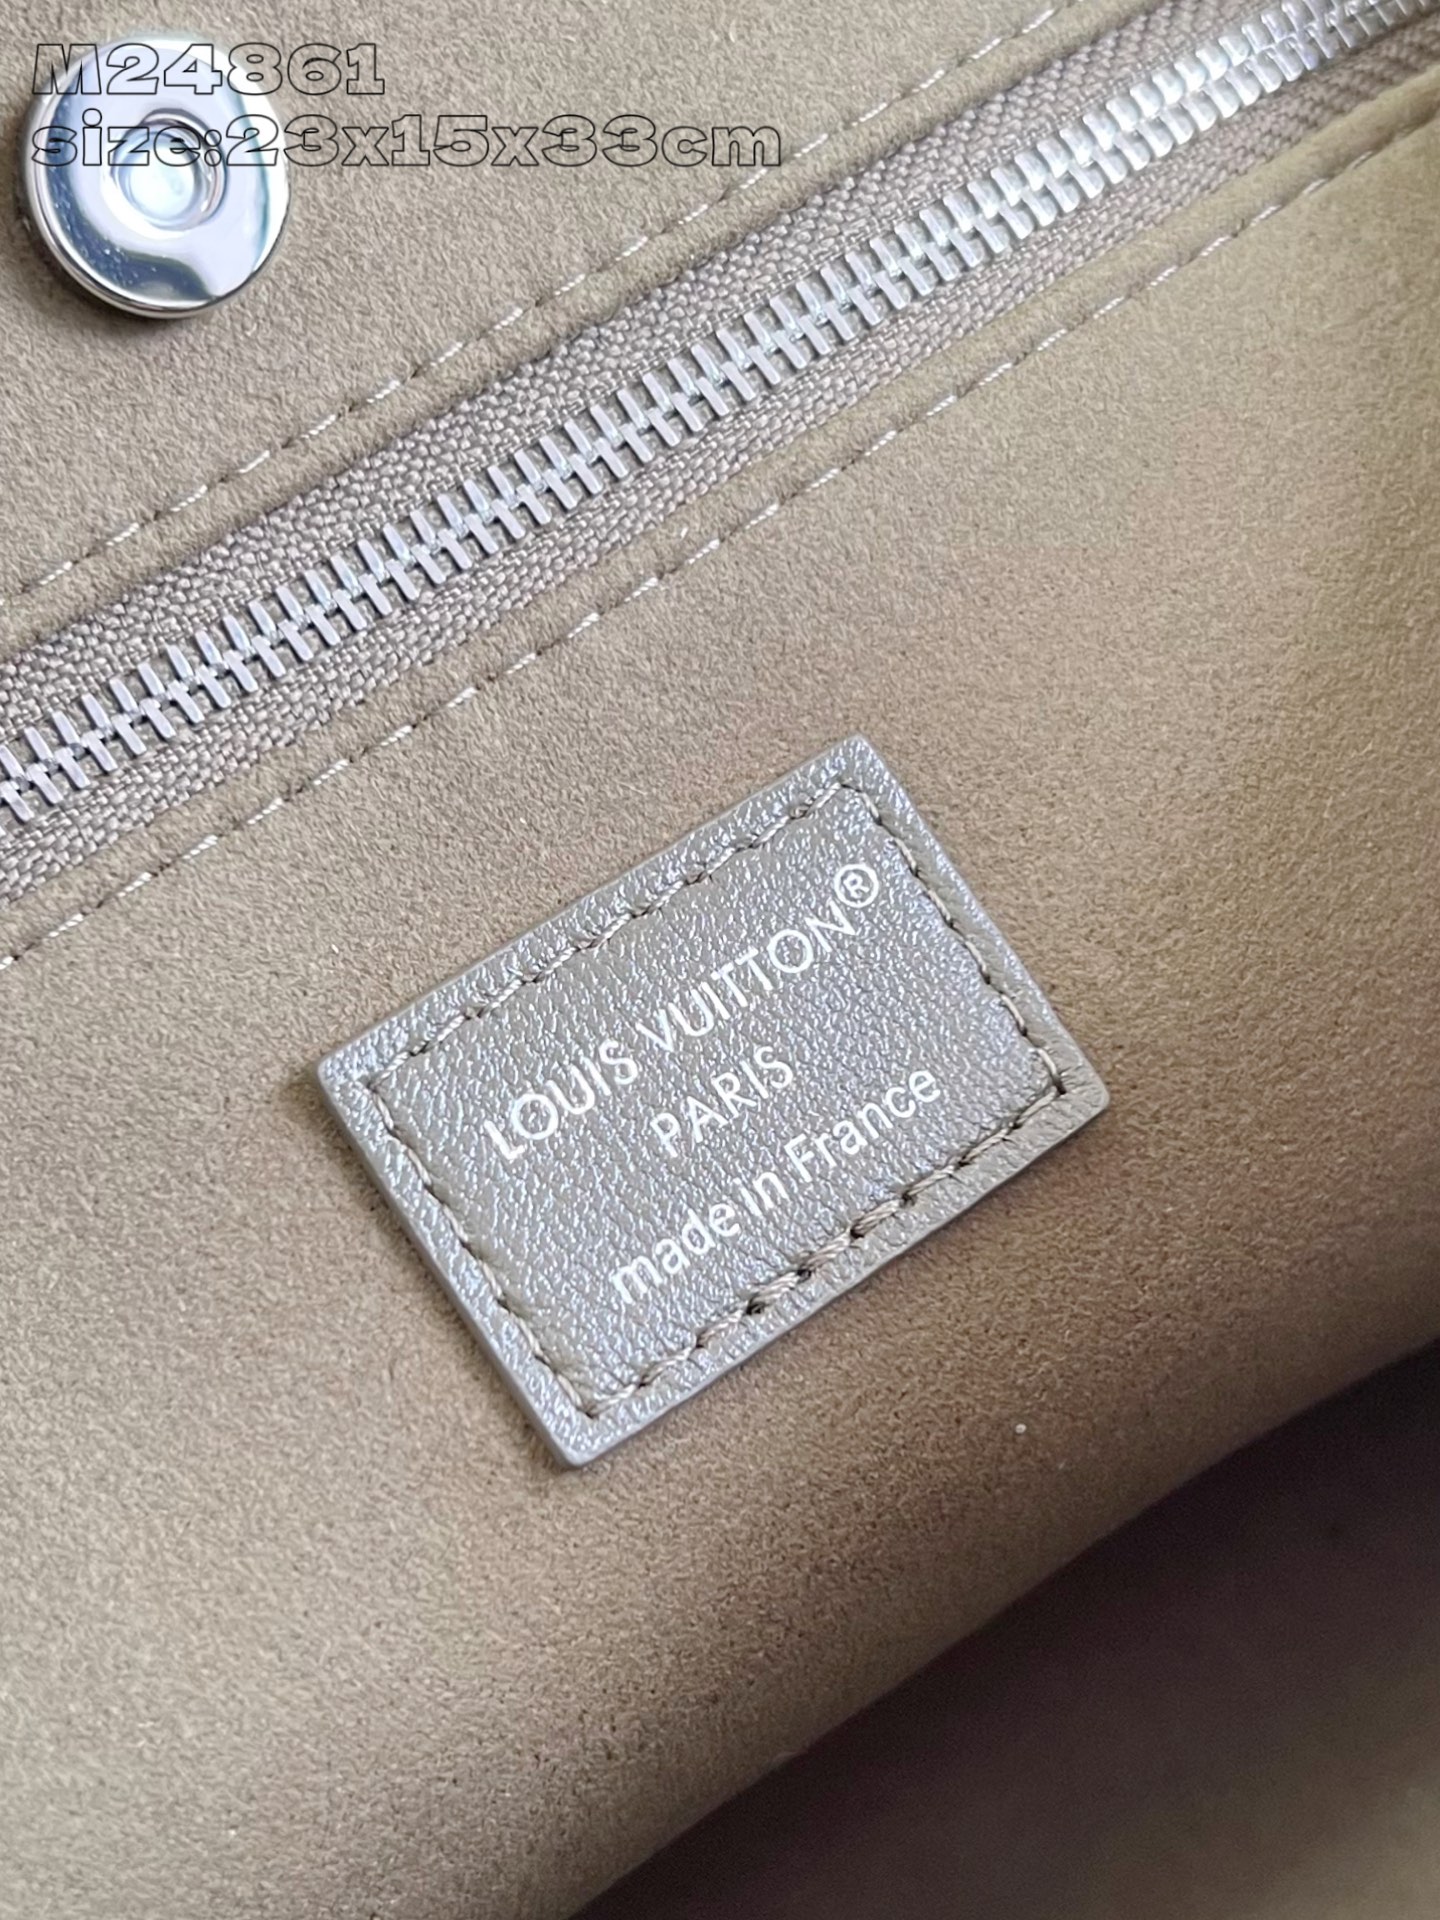 M24861
size:23x15x33cm
LOUIS VUITTON®
PARIS
made in France